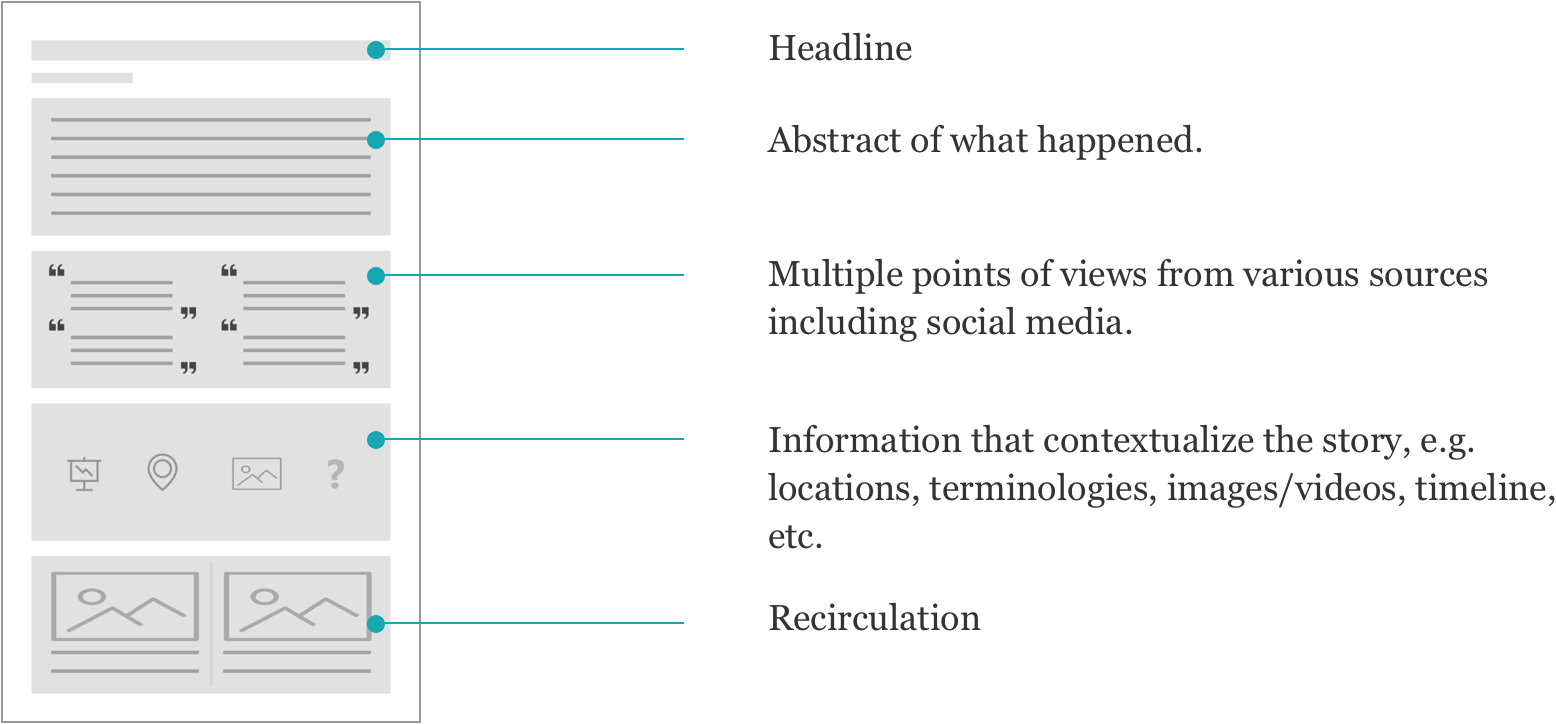 Headline
Abstract of what happened.
Multiple points of views from various sources
including social media.
Information that contextualize the story, e.g.
locations, terminologies, images/videos, timeline,
etc.
Recirculation